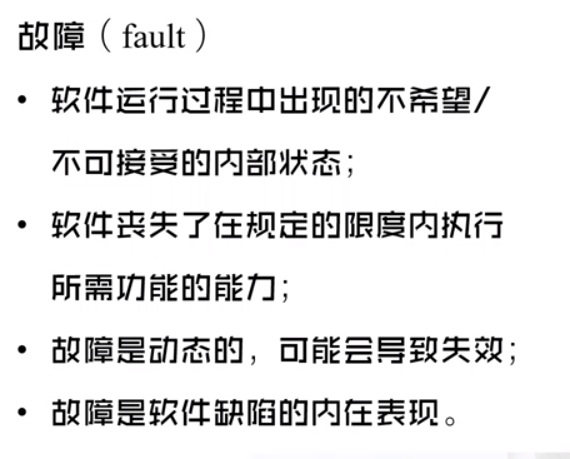 故障（fault）
• 软件运行过程中出现的不希望/
不可接受的内部状态；
• 软件丧失了在规定的限度内执行
所需功能的能力；
• 故障是动态的，可能会导致失效；
• 故障是软件缺陷的内在表现。